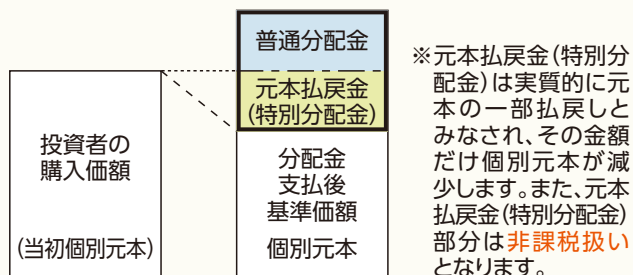 普通分配金
元本払戻金
(特別分配金)
投資者の
購入価額
(当初個別元本)
分配金
支払後
基準価額
個別元本
※元本払戻金(特別分
配金)は実質的に元
本の一部払戻しと
みなされ、その金額
だけ個別元本が減
少します。また、元本
払戻金(特別分配金)
部分は非課税扱い
となります。